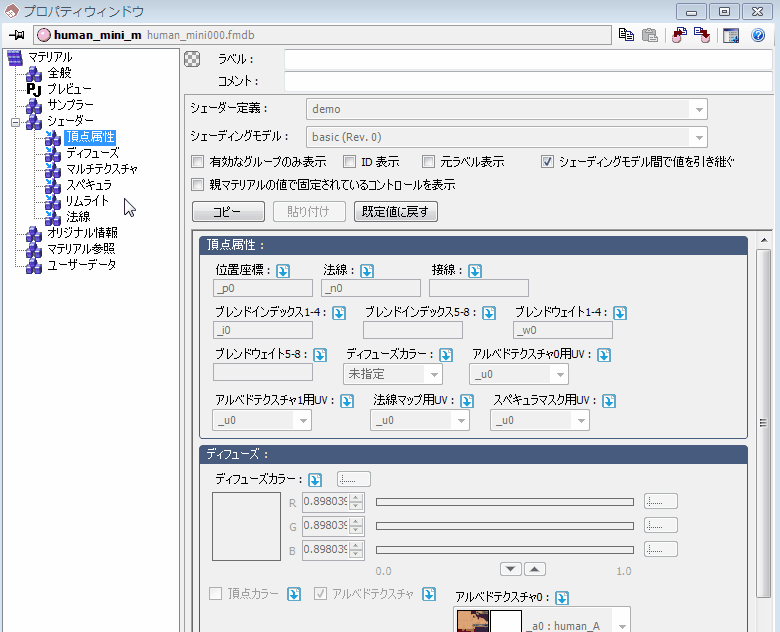 プロパティウィンドウ
human_mini_m human_mini000.fmdb
マテリアル
全般
プレビュー
サンプラー
シェーダー
頂点属性
ディフューズ
マルチテクスチャ
スペキュラ
リムライト
法線
オリジナル情報
マテリアル参照
ユーザーデータ
ラベル：
コメント：
シェーダー定義： demo
シェーディングモデル： basic (Rev. 0)
有効なグループのみ表示 ID 表示 元ラベル表示 シェーディングモデル間で値を引き継ぐ
親マテリアルの値で固定されているコントロールを表示
コピー 貼り付け 既定値に戻す
頂点属性：
位置座標： 法線： 接線：
_p0 _n0
ブレンドインデックス1-4： ブレンドインデックス5-8： ブレンドウェイト1-4：
_i0 _w0
ブレンドウェイト5-8： ディフューズカラー： アルベドテクスチャ0用UV：
未指定 _u0
アルベドテクスチャ1用UV： 法線マップ用UV： スペキュラマスク用UV：
_u0 _u0 _u0
ディフューズ：
ディフューズカラー：
R 0.898039
G 0.898039
B 0.898039
0.0 1.0
頂点カラー アルベドテクスチャ アルベドテクスチャ0：
_a0 : human_A